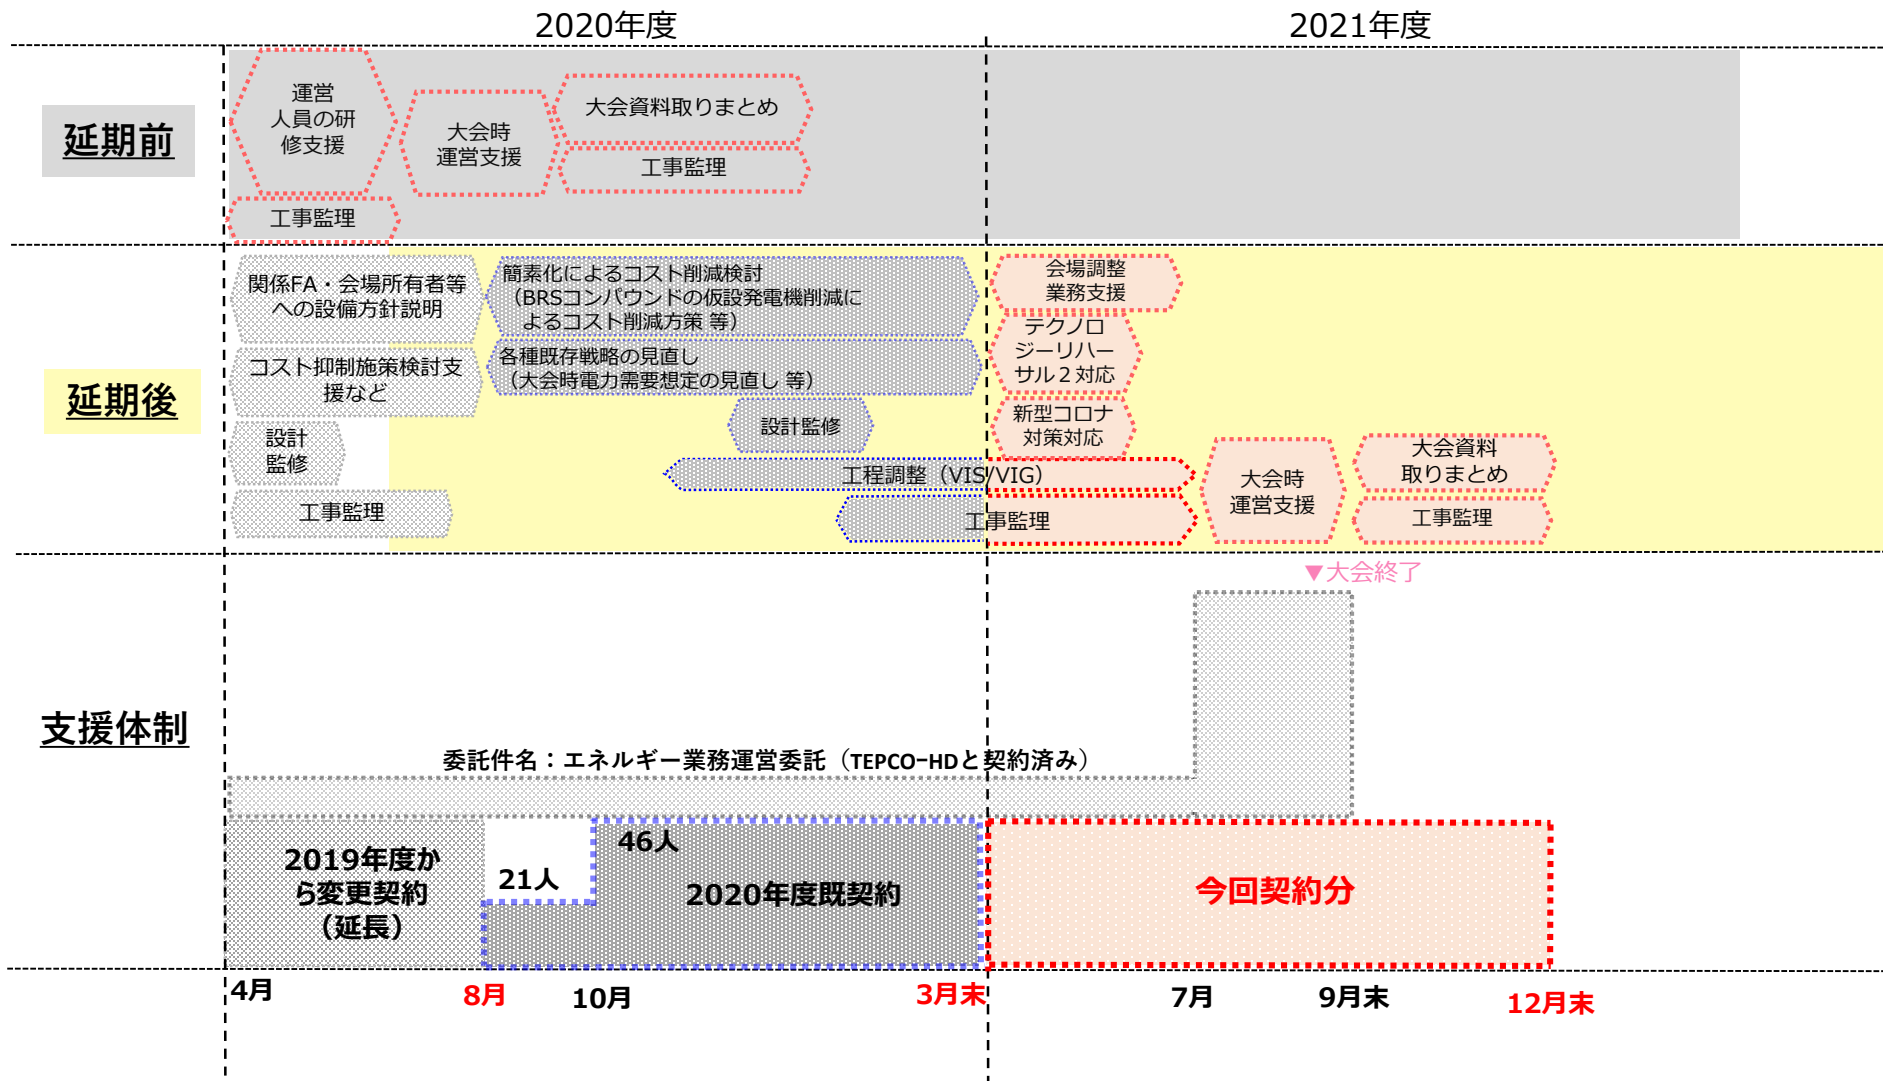 2020年度
2021年度
延期前
運営
人員の研
修支援
大会時
運営支援
大会資料取りまとめ
工事監理
工事監理
延期後
関係FA・会場所有者等
への設備方針説明
簡素化によるコスト削減検討
（BRSコンパウンドの仮設発電機削減に
よるコスト削減方策 等）
コスト抑制施策検討支
援など
各種既存戦略の見直し
（大会時電力需要想定の見直し 等）
設計
監修
設計監修
工程調整（VIS/VIG）
工事監理
工事監理
会場調整
業務支援
テクノロ
ジーリハー
サル２対応
新型コロナ
対策対応
大会時
運営支援
大会資料
取りまとめ
工事監理
▼大会終了
支援体制
委託件名：エネルギー業務運営委託（TEPCO-HDと契約済み）
2019年度か
ら変更契約
（延長）
21人
46人
2020年度既契約
今回契約分
4月
8月
10月
3月末
7月
9月末
12月末